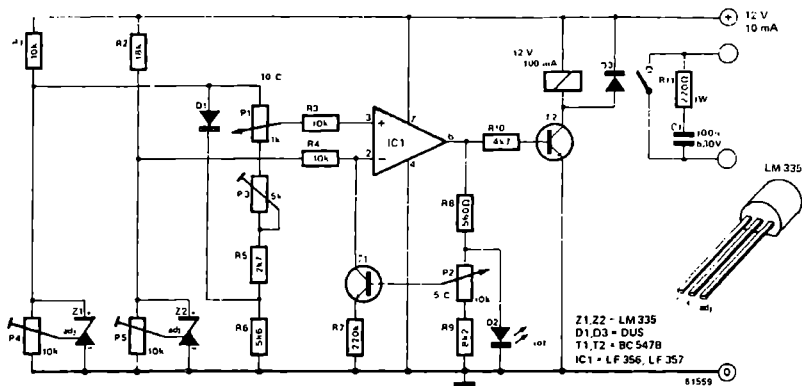 12 V
10 mA
R1
10k
R2
18k
10 C
12 V
100 mA
D3
R11
220Ω
1W
C1
100n
630V
D1
P1
1k
R3
10k
3
+
7
IC1
6
R10
4k7
T2
R4
10k
2
−
4
LM 335
P3
5k
R8
560Ω
R5
2k7
T1
P2
10k
5 C
Z1
+
adj
P4
10k
Z2
+
adj
P5
10k
R6
5k6
R7
220k
R9
8k2
D2
rot
+
adj
Z1,Z2 = LM 335
D1,D3 = DUS
T1,T2 = BC 547B
IC1 = LF 356, LF 357
0
81559